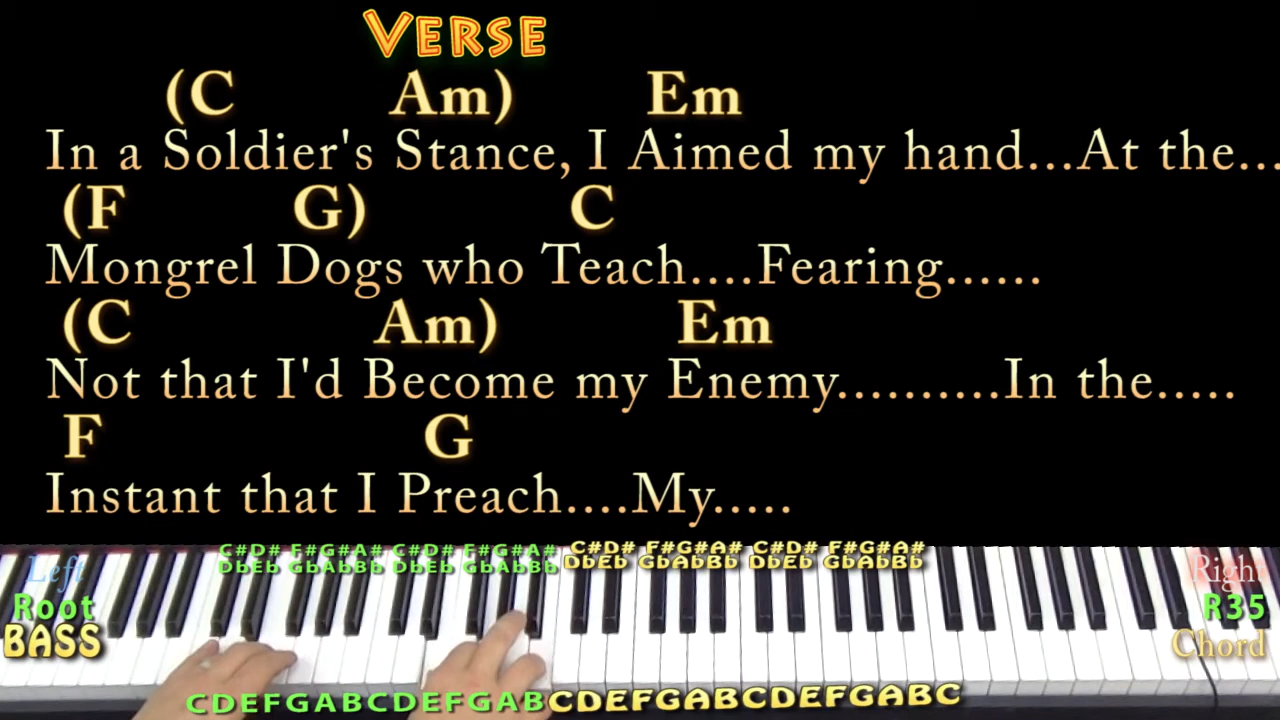 VERSE
(C Am) Em
In a Soldier's Stance, I Aimed my hand...At the...
(F G) C
Mongrel Dogs who Teach....Fearing......
(C Am) Em
Not that I'd Become my Enemy..........In the.....
F G
Instant that I Preach....My.....
C#D# F#G#A# C#D# F#G#A# C#D# F#G#A# C#D# F#G#A#
DbEb GbAbBb DbEb GbAbBb DbEb GbAbBb DbEb GbAbBb
Left Right
Root R35
BASS Chord
CDEFGABCDEFGABCDEFGABCDEFGABC